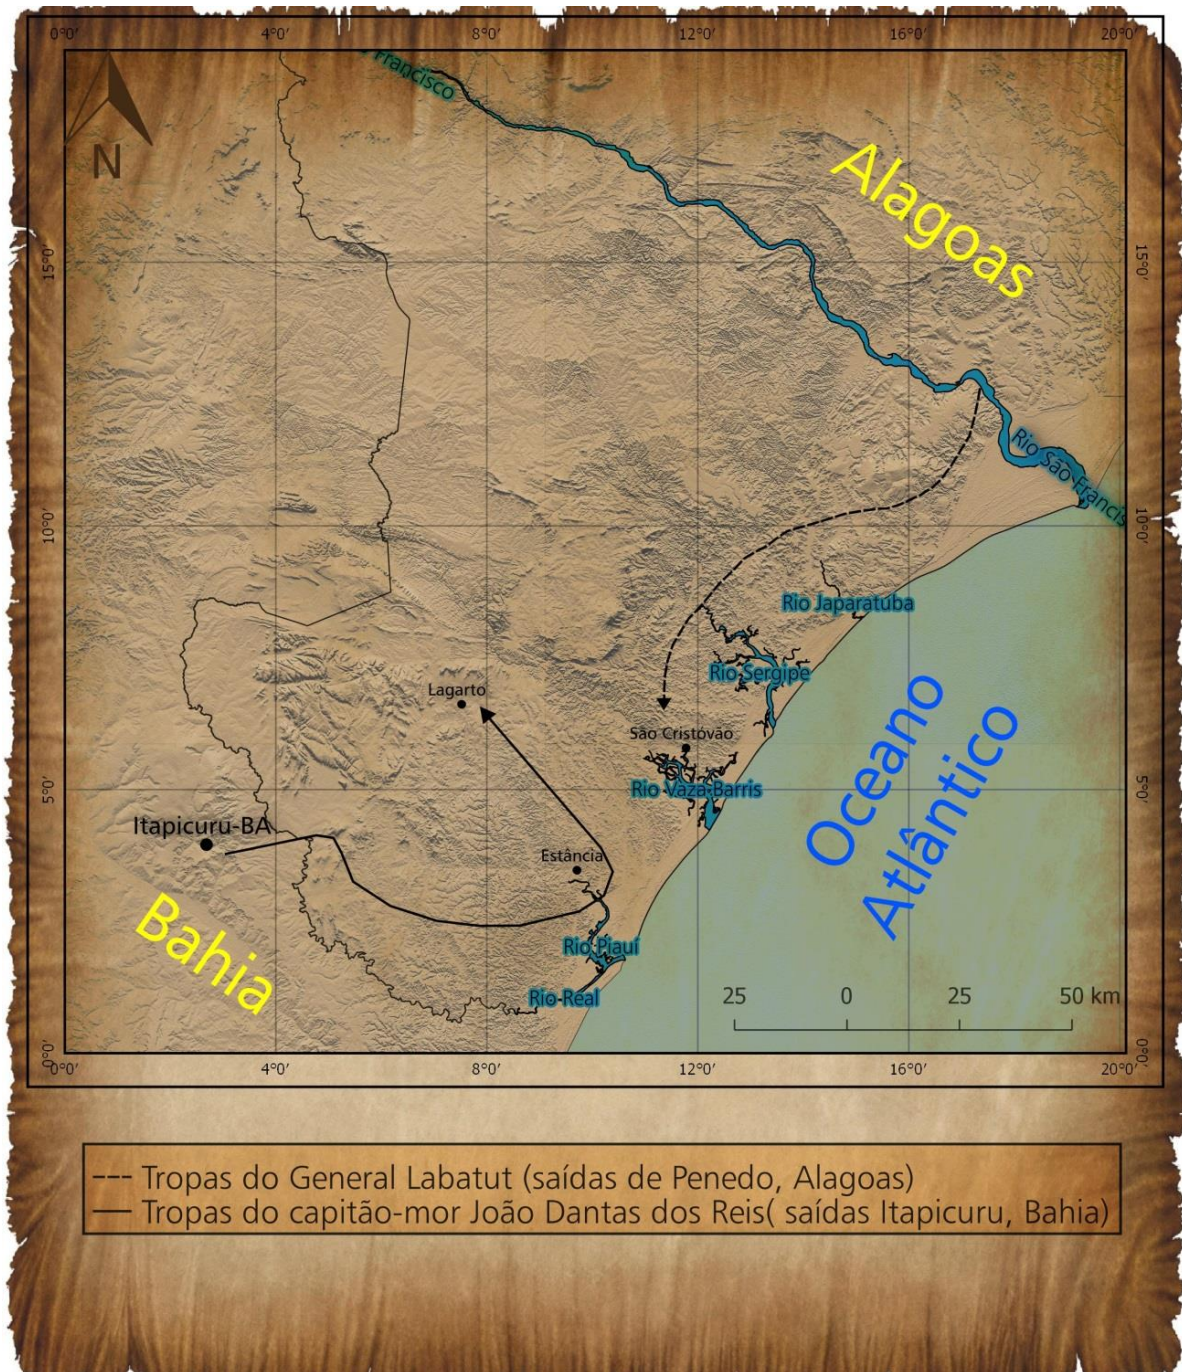 0°0′ 4°0′ 8°0′ 12°0′ 16°0′ 20°0′
Francisco
N
Alagoas
15°0′ 15°0′
Rio São Francis
10°0′ 10°0′
Rio Japaratuba
Rio Sergipe
Lagarto
São Cristóvão
Oceano
Atlântico
5°0′ 5°0′
Rio Vaza-Barris
Itapicuru-BA
Estância
Bahia
Rio Piauí
Rio Real
25 0 25 50 km
0°0′ 0°0′
0°0′ 4°0′ 8°0′ 12°0′ 16°0′ 20°0′
Tropas do General Labatut (saídas de Penedo, Alagoas)
Tropas do capitão-mor João Dantas dos Reis( saídas Itapicuru, Bahia)